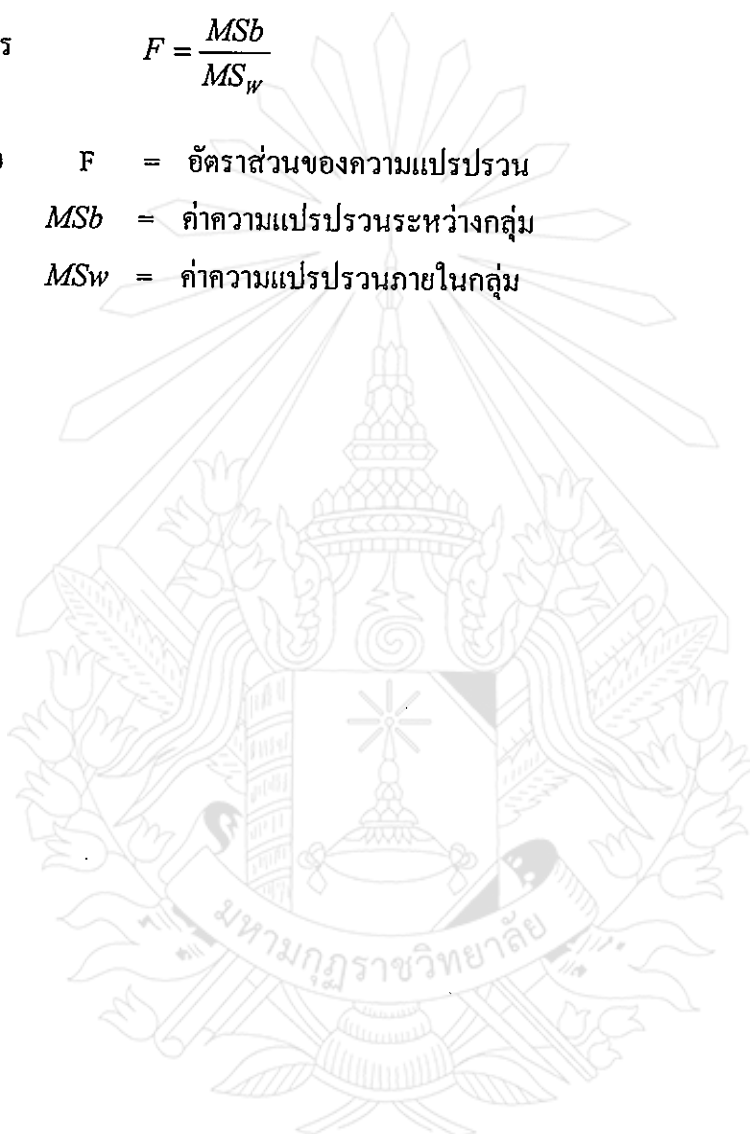 ร F = MSb / MS_W
F = อัตราส่วนของความแปรปรวน
MSb = ค่าความแปรปรวนระหว่างกลุ่ม
MSw = ค่าความแปรปรวนภายในกลุ่ม
มหามกุฏราชวิทยาลัย